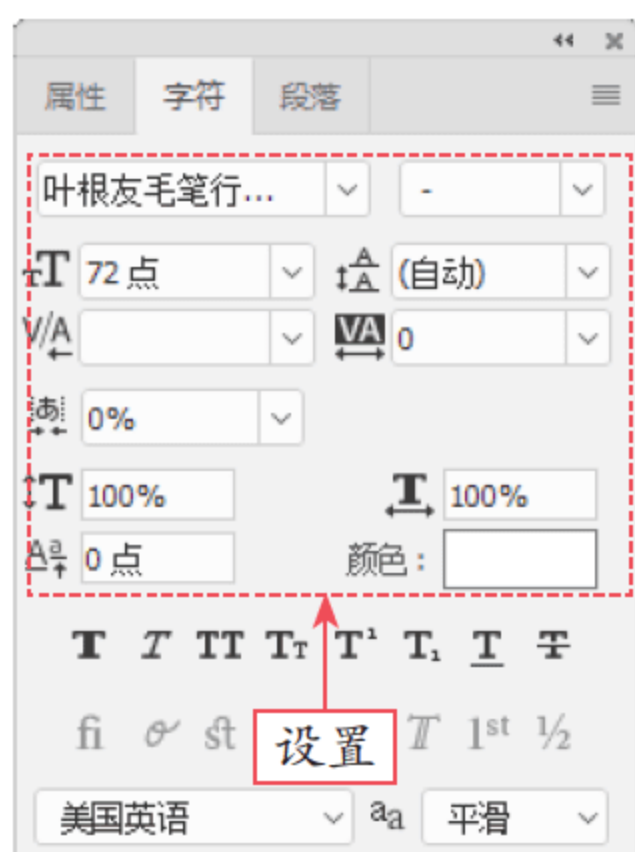 属性 字符 段落
叶根友毛笔行... -
72 点 (自动)
V/A VA 0
0%
100% 100%
0 点 颜色：
T T TT Tт T¹ T₁ T T
fi st 设置 T 1st ½
美国英语 aa 平滑